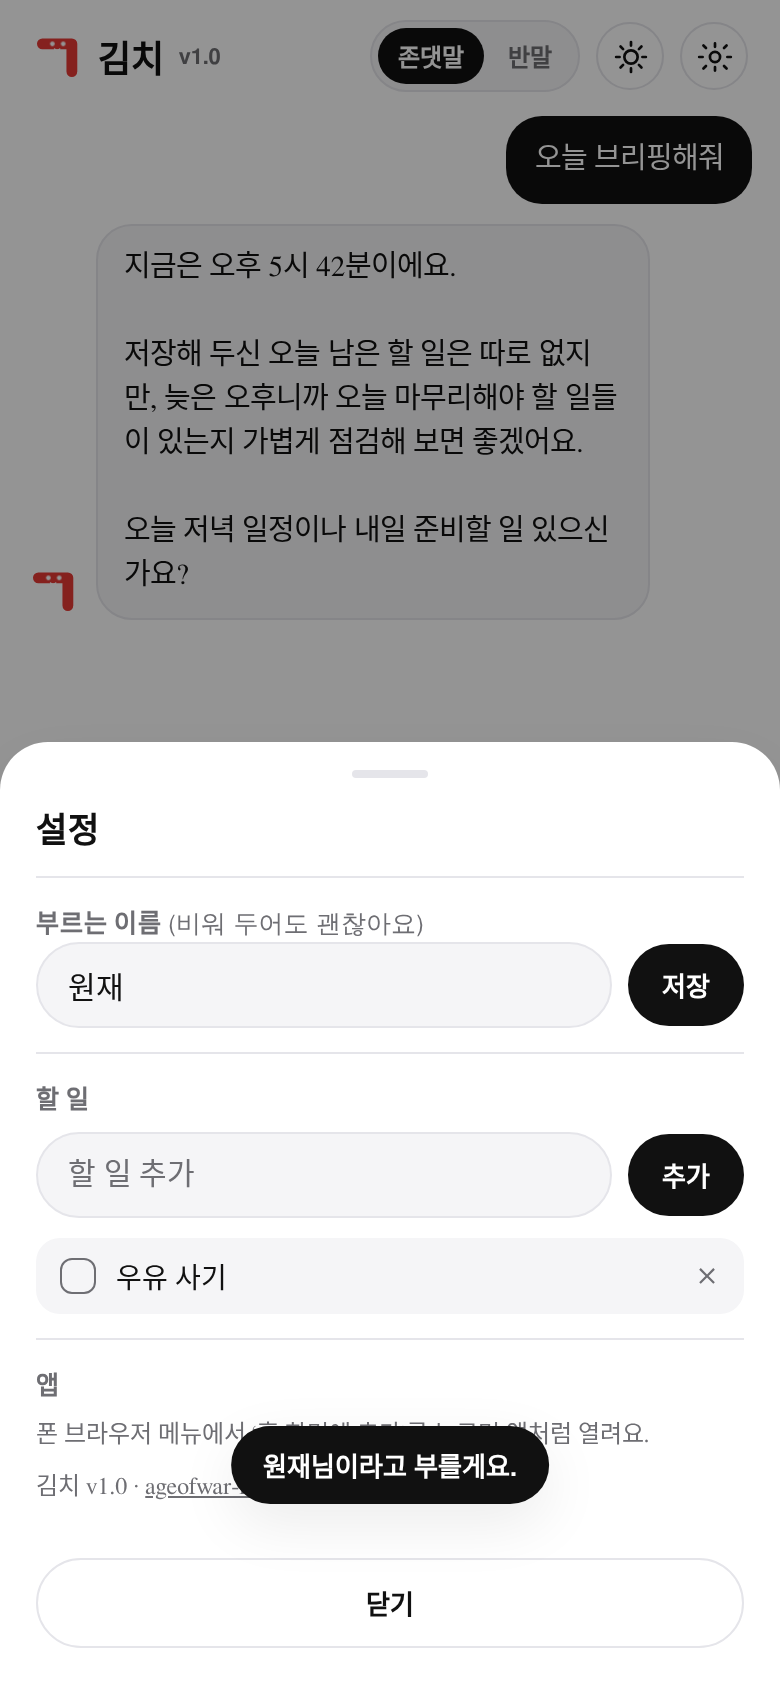 김치 v1.0
존댓말 반말
오늘 브리핑해줘
지금은 오후 5시 42분이에요.
저장해 두신 오늘 남은 할 일은 따로 없지
만, 늦은 오후니까 오늘 마무리해야 할 일들
이 있는지 가볍게 점검해 보면 좋겠어요.
오늘 저녁 일정이나 내일 준비할 일 있으신
가요?
설정
부르는 이름 (비워 두어도 괜찮아요)
원재
저장
할 일
할 일 추가
추가
우유 사기
앱
폰 브라우저 메뉴에서 처럼 열려요.
원재님이라고 부를게요.
김치 v1.0 · ageofwar-
닫기